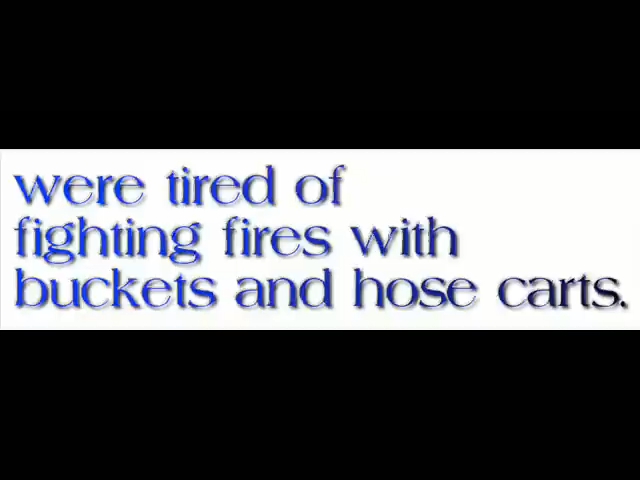 were tired of
fighting fires with
buckets and hose carts.